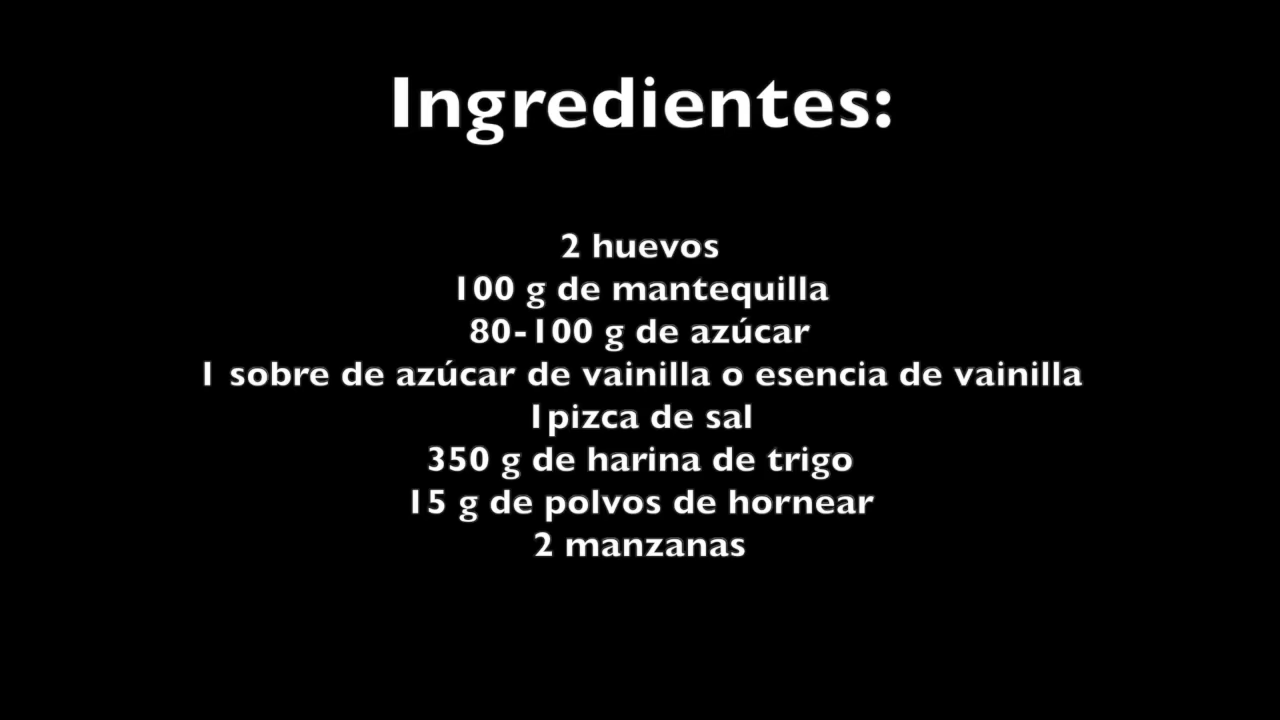 Ingredientes:
2 huevos
100 g de mantequilla
80-100 g de azúcar
1 sobre de azúcar de vainilla o esencia de vainilla
1pizca de sal
350 g de harina de trigo
15 g de polvos de hornear
2 manzanas